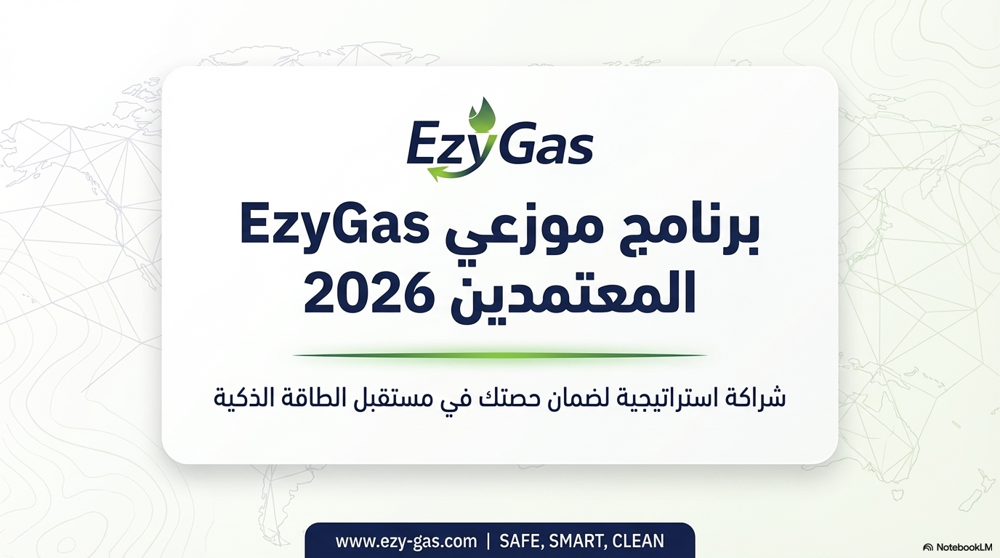 EzyGas
برنامج موزعي EzyGas
المعتمدين 2026
شراكة استراتيجية لضمان حصتك في مستقبل الطاقة الذكية
www.ezy-gas.com | SAFE, SMART, CLEAN
NotebookLM